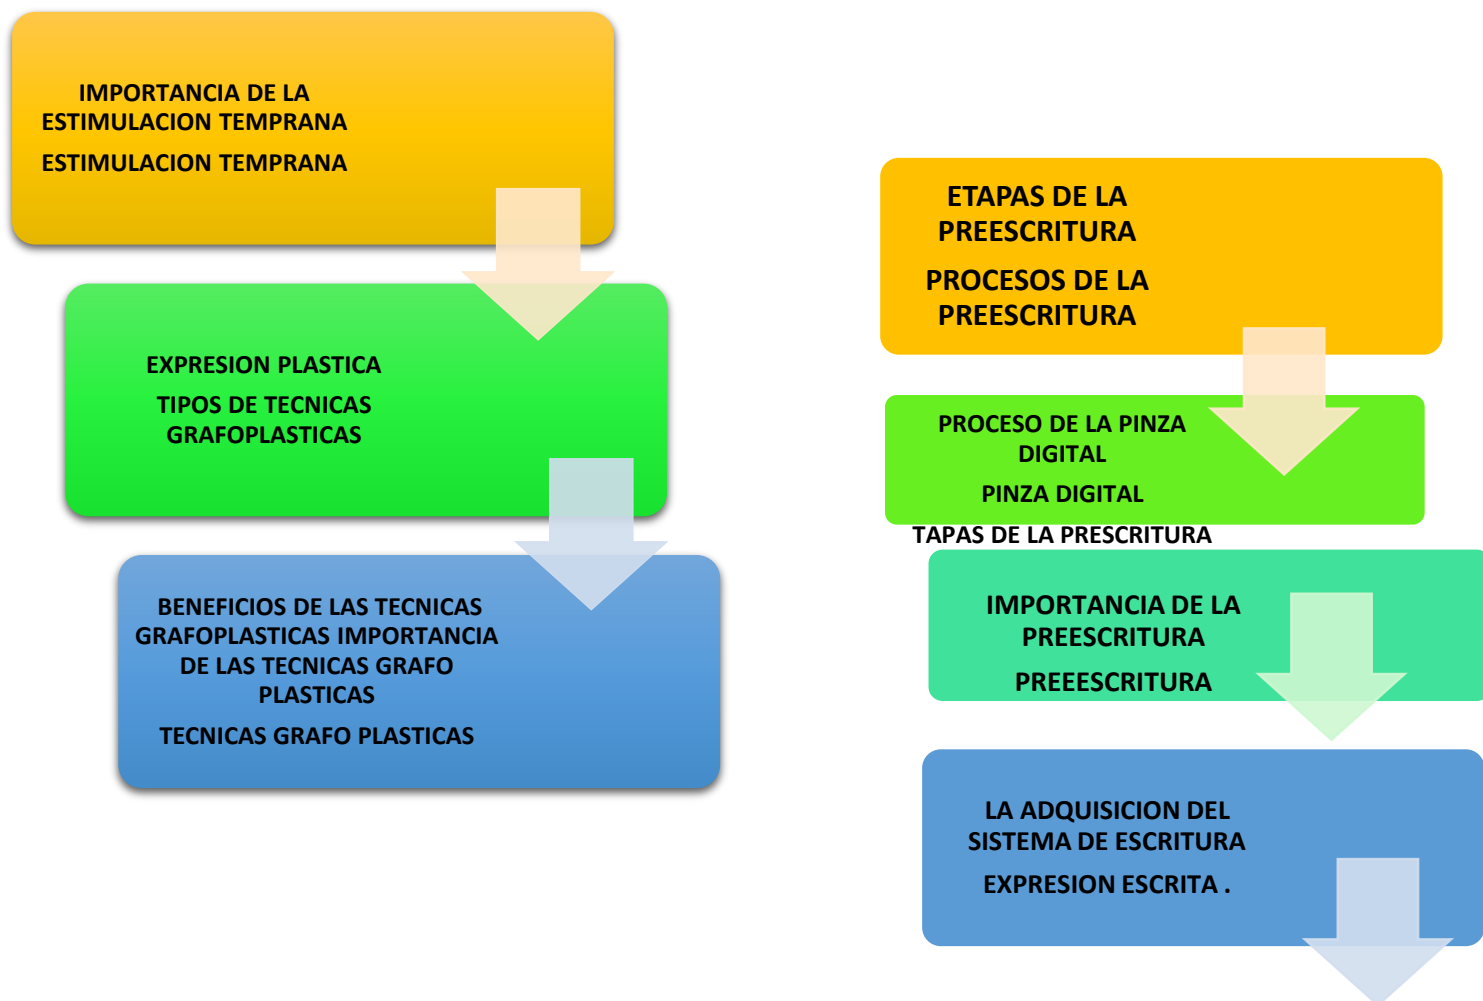 IMPORTANCIA DE LA
ESTIMULACION TEMPRANA
ESTIMULACION TEMPRANA
EXPRESION PLASTICA
TIPOS DE TECNICAS
GRAFOPLASTICAS
BENEFICIOS DE LAS TECNICAS
GRAFOPLASTICAS IMPORTANCIA
DE LAS TECNICAS GRAFO
PLASTICAS
TECNICAS GRAFO PLASTICAS
ETAPAS DE LA
PREESCRITURA
PROCESOS DE LA
PREESCRITURA
PROCESO DE LA PINZA
DIGITAL
PINZA DIGITAL
TAPAS DE LA PRESCRITURA
IMPORTANCIA DE LA
PREESCRITURA
PREEESCRITURA
LA ADQUISICION DEL
SISTEMA DE ESCRITURA
EXPRESION ESCRITA .